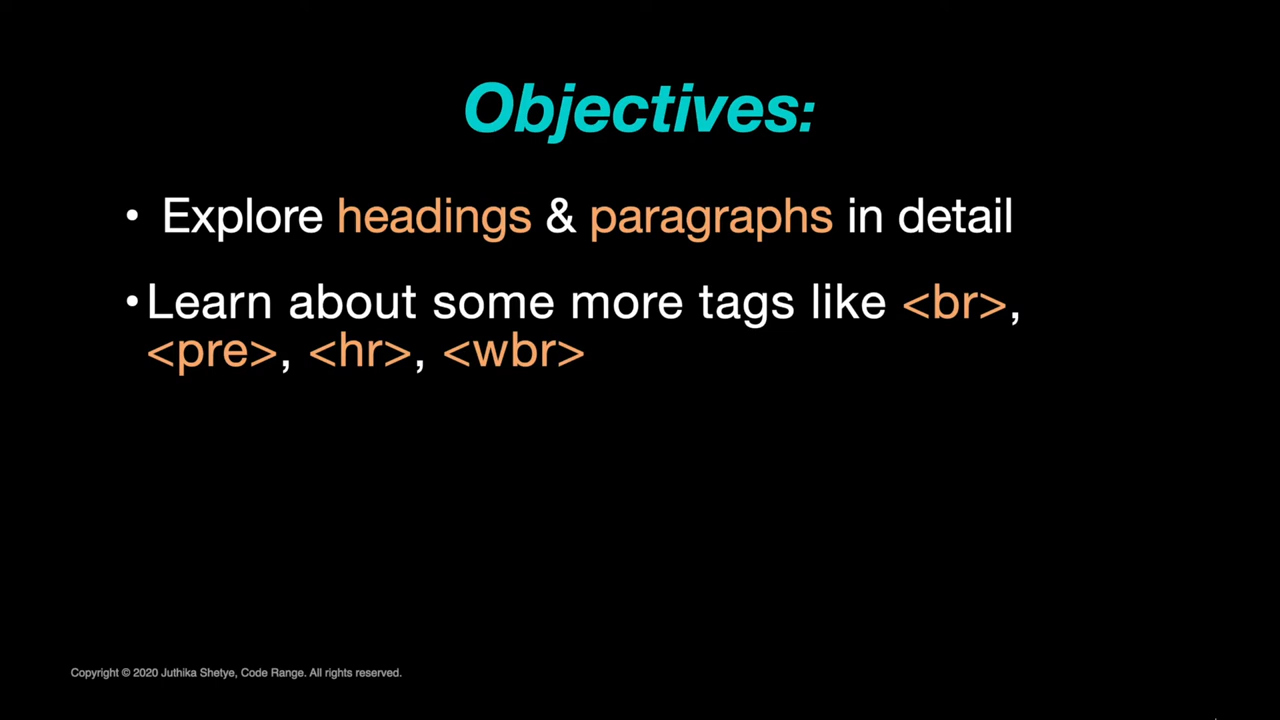 Objectives:
• Explore headings & paragraphs in detail
• Learn about some more tags like <br>,
<pre>, <hr>, <wbr>
Copyright © 2020 Juthika Shetye, Code Range. All rights reserved.